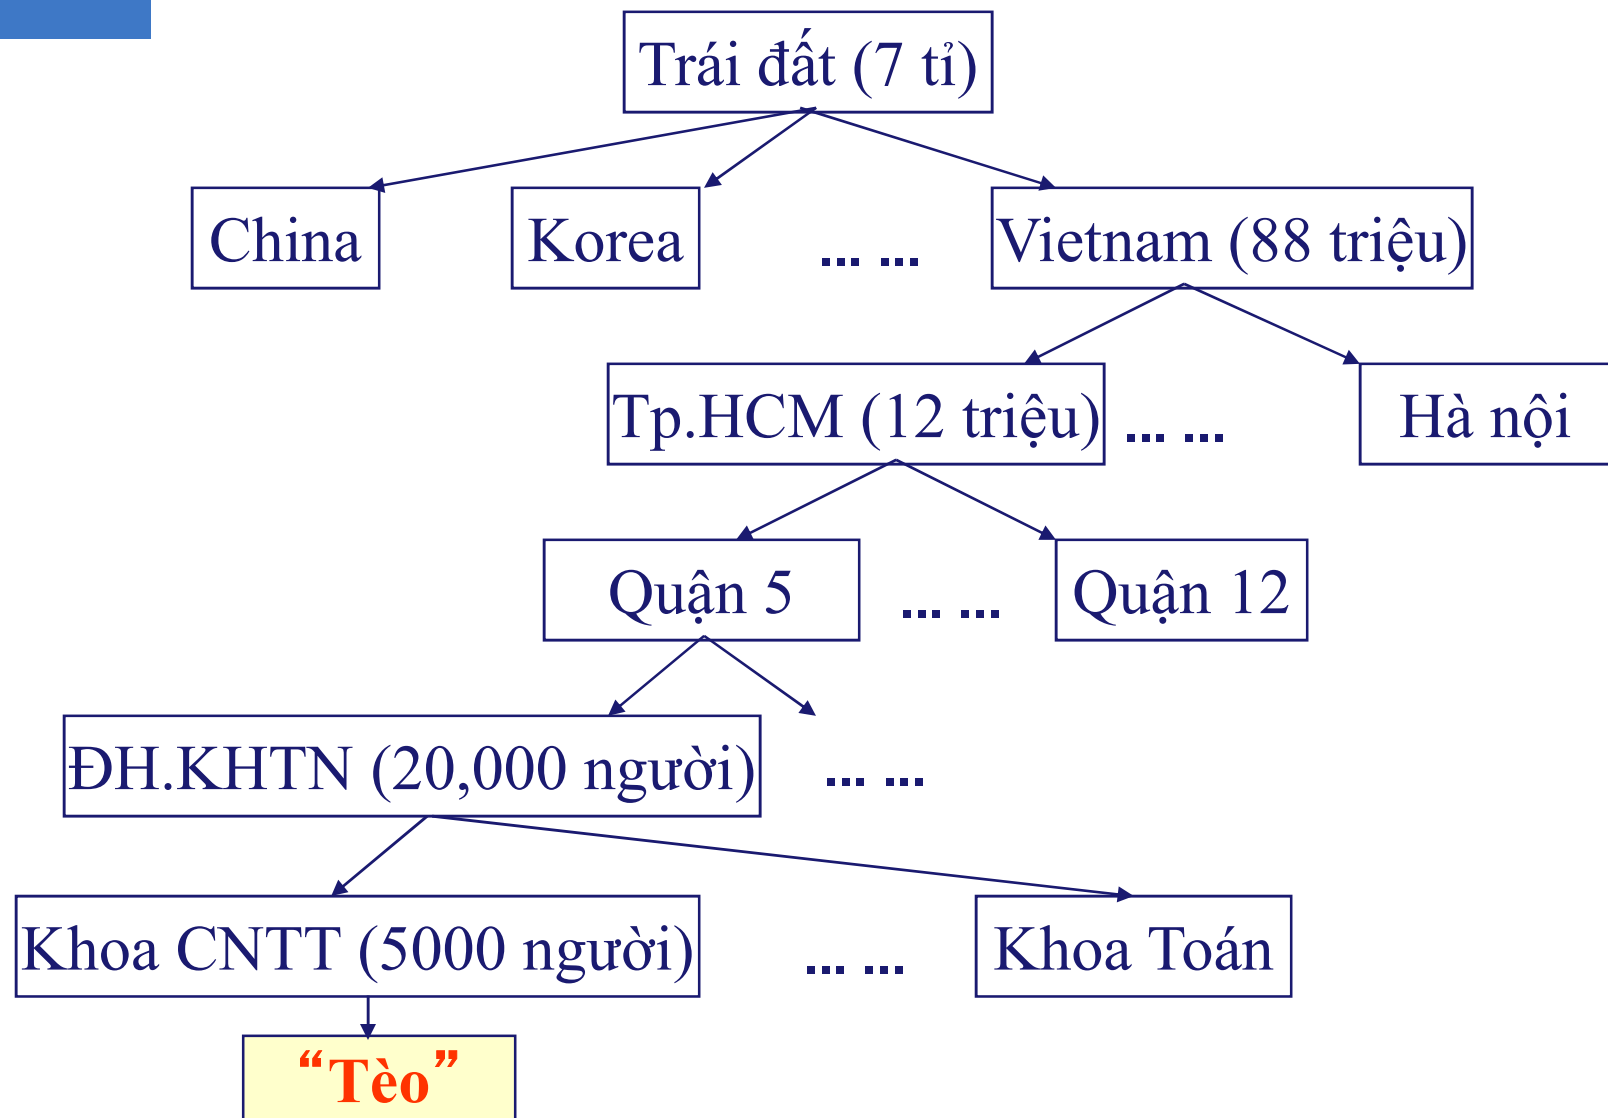 Trái đất (7 tỉ)
China
Korea
... ...
Vietnam (88 triệu)
Tp.HCM (12 triệu)
... ...
Hà nội
Quận 5
... ...
Quận 12
ĐH.KHTN (20,000 người)
... ...
Khoa CNTT (5000 người)
... ...
Khoa Toán
“Tèo”